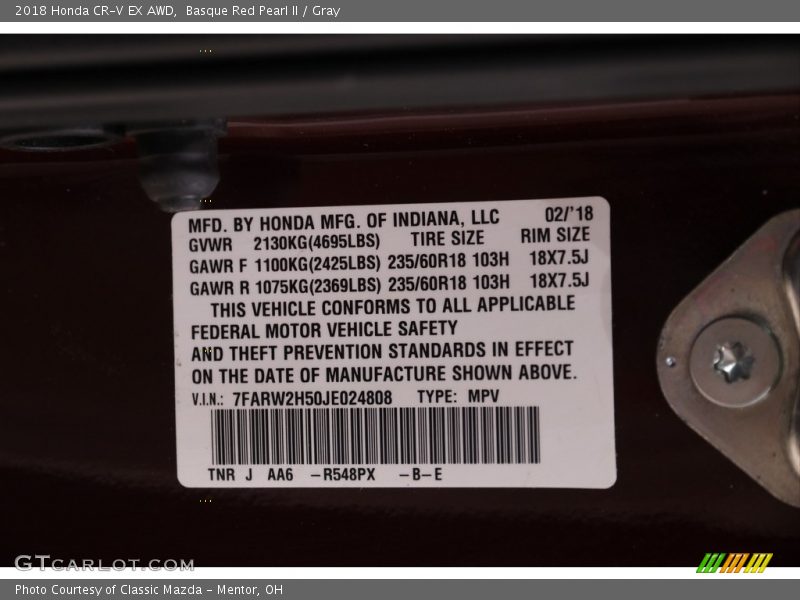 2018 Honda CR-V EX AWD, Basque Red Pearl II / Gray
MFD. BY HONDA MFG. OF INDIANA, LLC 02/'18
GVWR 2130KG(4695LBS) TIRE SIZE RIM SIZE
GAWR F 1100KG(2425LBS) 235/60R18 103H 18X7.5J
GAWR R 1075KG(2369LBS) 235/60R18 103H 18X7.5J
THIS VEHICLE CONFORMS TO ALL APPLICABLE
FEDERAL MOTOR VEHICLE SAFETY
AND THEFT PREVENTION STANDARDS IN EFFECT
ON THE DATE OF MANUFACTURE SHOWN ABOVE.
V.I.N.: 7FARW2H50JE024808 TYPE: MPV
TNR J AA6 -R548PX -B-E
GTCARLOT.COM
Photo Courtesy of Classic Mazda - Mentor, OH